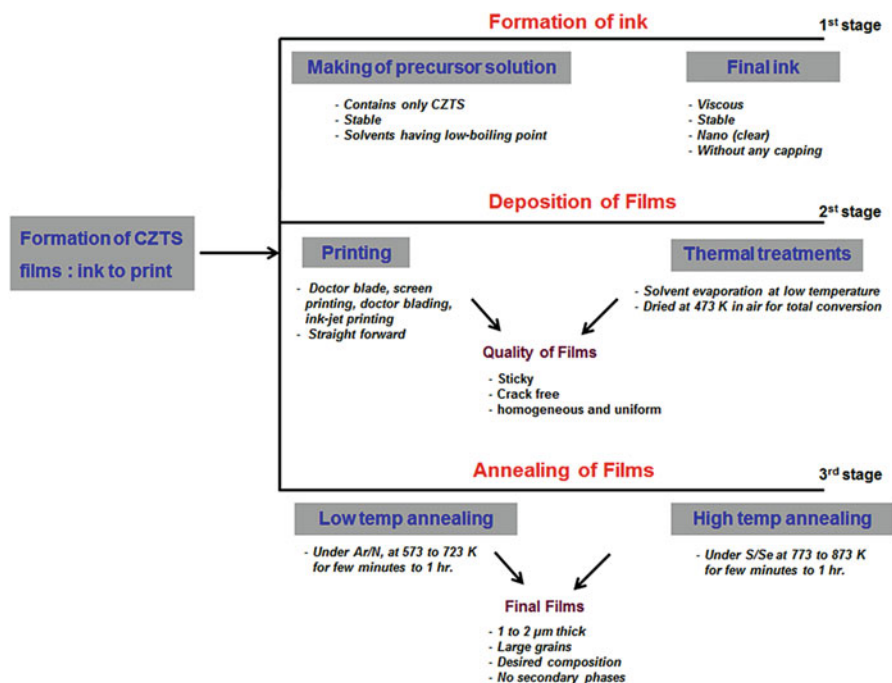 Formation of ink
1st stage
Making of precursor solution
Final ink
- Contains only CZTS
- Stable
- Solvents having low-boiling point
- Viscous
- Stable
- Nano (clear)
- Without any capping
Deposition of Films
2nd stage
Formation of CZTS
films : ink to print
Printing
Thermal treatments
- Doctor blade, screen
printing, doctor blading,
ink-jet printing
- Straight forward
- Solvent evaporation at low temperature
- Dried at 473 K in air for total conversion
Quality of Films
- Sticky
- Crack free
- homogeneous and uniform
Annealing of Films
3rd stage
Low temp annealing
High temp annealing
- Under Ar/N, at 573 to 723 K
for few minutes to 1 hr.
- Under S/Se at 773 to 873 K
for few minutes to 1 hr.
Final Films
- 1 to 2 µm thick
- Large grains
- Desired composition
- No secondary phases